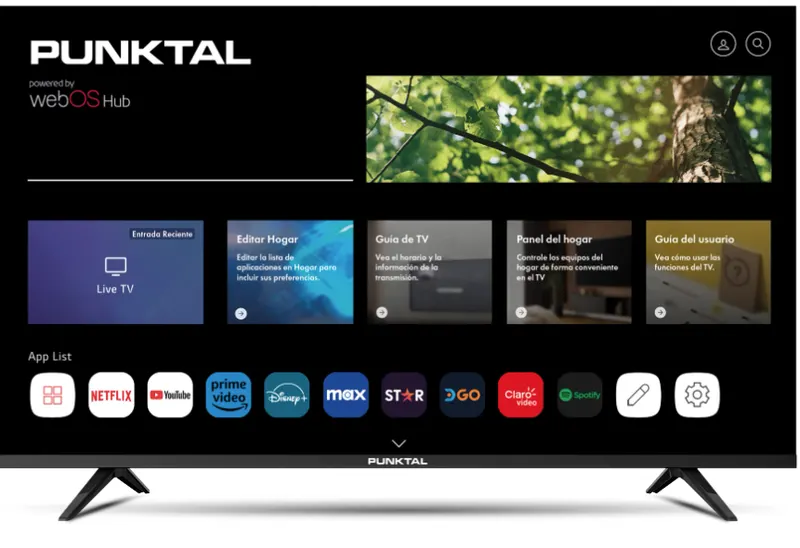 PUNKTAL
powered by
webOS Hub
Entrada Reciente
Live TV
Editar Hogar
Editar la lista de
aplicaciones en Hogar para
incluir sus preferencias.
Guía de TV
Vea el horario y la
información de la
transmisión.
Panel del hogar
Controle los equipos del
hogar de forma conveniente
en el TV
Guía del usuario
Vea cómo usar las
funciones del TV.
App List
NETFLIX
YouTube
prime
video
Disney+
max
ST★R
DGO
Claro
video
Spotify
PUNKTAL